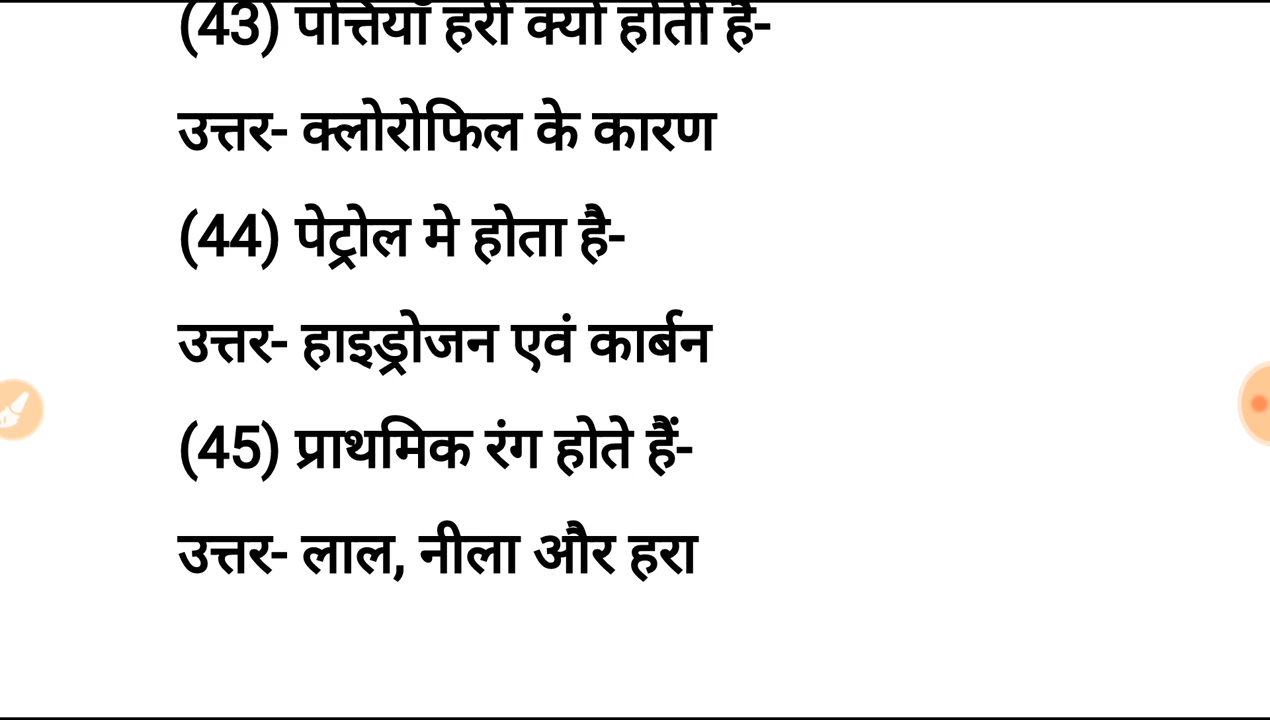 (43) पत्तियाँ हरी क्यों होती हैं-
उत्तर- क्लोरोफिल के कारण
(44) पेट्रोल मे होता है-
उत्तर- हाइड्रोजन एवं कार्बन
(45) प्राथमिक रंग होते हैं-
उत्तर- लाल, नीला और हरा